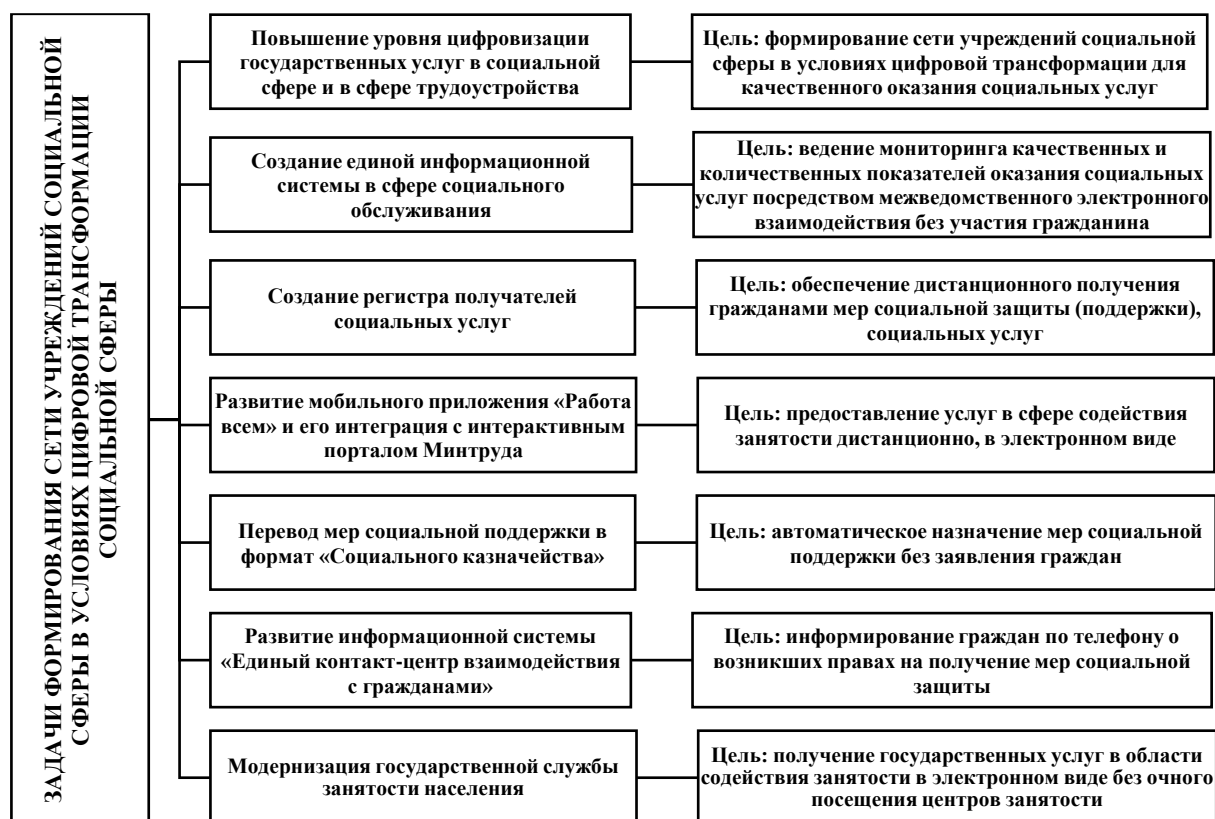 ЗАДАЧИ ФОРМИРОВАНИЯ СЕТИ УЧРЕЖДЕНИЙ СОЦИАЛЬНОЙ
СФЕРЫ В УСЛОВИЯХ ЦИФРОВОЙ ТРАНСФОРМАЦИИ
СОЦИАЛЬНОЙ СФЕРЫ
Повышение уровня цифровизации
государственных услуг в социальной
сфере и в сфере трудоустройства
Цель: формирование сети учреждений социальной
сферы в условиях цифровой трансформации для
качественного оказания социальных услуг
Создание единой информационной
системы в сфере социального
обслуживания
Цель: ведение мониторинга качественных и
количественных показателей оказания социальных
услуг посредством межведомственного электронного
взаимодействия без участия гражданина
Создание регистра получателей
социальных услуг
Цель: обеспечение дистанционного получения
гражданами мер социальной защиты (поддержки),
социальных услуг
Развитие мобильного приложения «Работа
всем» и его интеграция с интерактивным
порталом Минтруда
Цель: предоставление услуг в сфере содействия
занятости дистанционно, в электронном виде
Перевод мер социальной поддержки в
формат «Социального казначейства»
Цель: автоматическое назначение мер социальной
поддержки без заявления граждан
Развитие информационной системы
«Единый контакт-центр взаимодействия
с гражданами»
Цель: информирование граждан по телефону о
возникших правах на получение мер социальной
защиты
Модернизация государственной службы
занятости населения
Цель: получение государственных услуг в области
содействия занятости в электронном виде без очного
посещения центров занятости